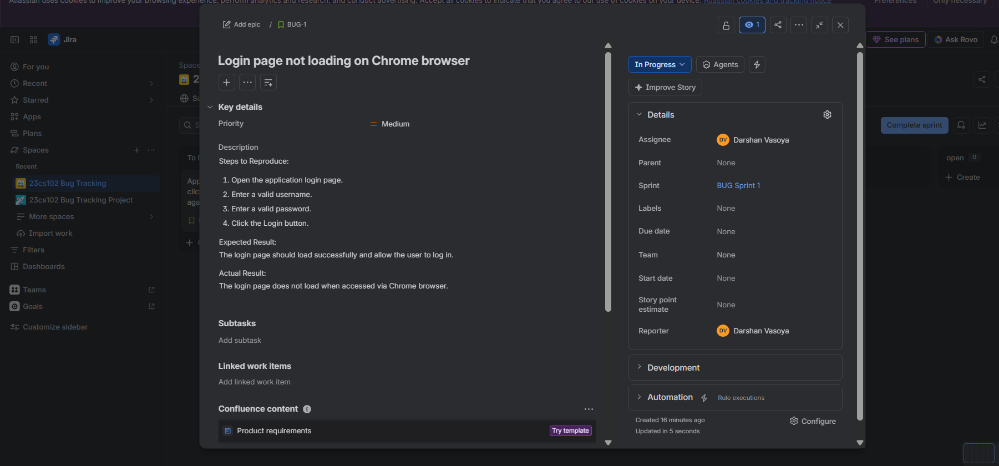 Atlassian uses cookies to improve your browsing experience, perform analytics and research, and conduct advertising. Accept all cookies to indicate that you agree to our use of cookies on your device. Atlassian cookies and tracking notice
Preferences
Only necessary
Jira
For you
Recent
Starred
Apps
Plans
Spaces
Recent
23cs102 Bug Tracking
23cs102 Bug Tracking Project
More spaces
Import work
Filters
Dashboards
Teams
Goals
Customize sidebar
Add epic / BUG-1
1
Login page not loading on Chrome browser
Key details
Priority
Medium
Description
Steps to Reproduce:
1. Open the application login page.
2. Enter a valid username.
3. Enter a valid password.
4. Click the Login button.
Expected Result:
The login page should load successfully and allow the user to log in.
Actual Result:
The login page does not load when accessed via Chrome browser.
Subtasks
Add subtask
Linked work items
Add linked work item
Confluence content
Product requirements
Try template
In Progress
Agents
Improve Story
Details
Assignee
DV Darshan Vasoya
Parent
None
Sprint
BUG Sprint 1
Labels
None
Due date
None
Team
None
Start date
None
Story point
estimate
None
Reporter
DV Darshan Vasoya
Development
Automation
Rule executions
Created 16 minutes ago
Updated in 5 seconds
Configure
See plans
Ask Rovo
Complete sprint
open 0
Create